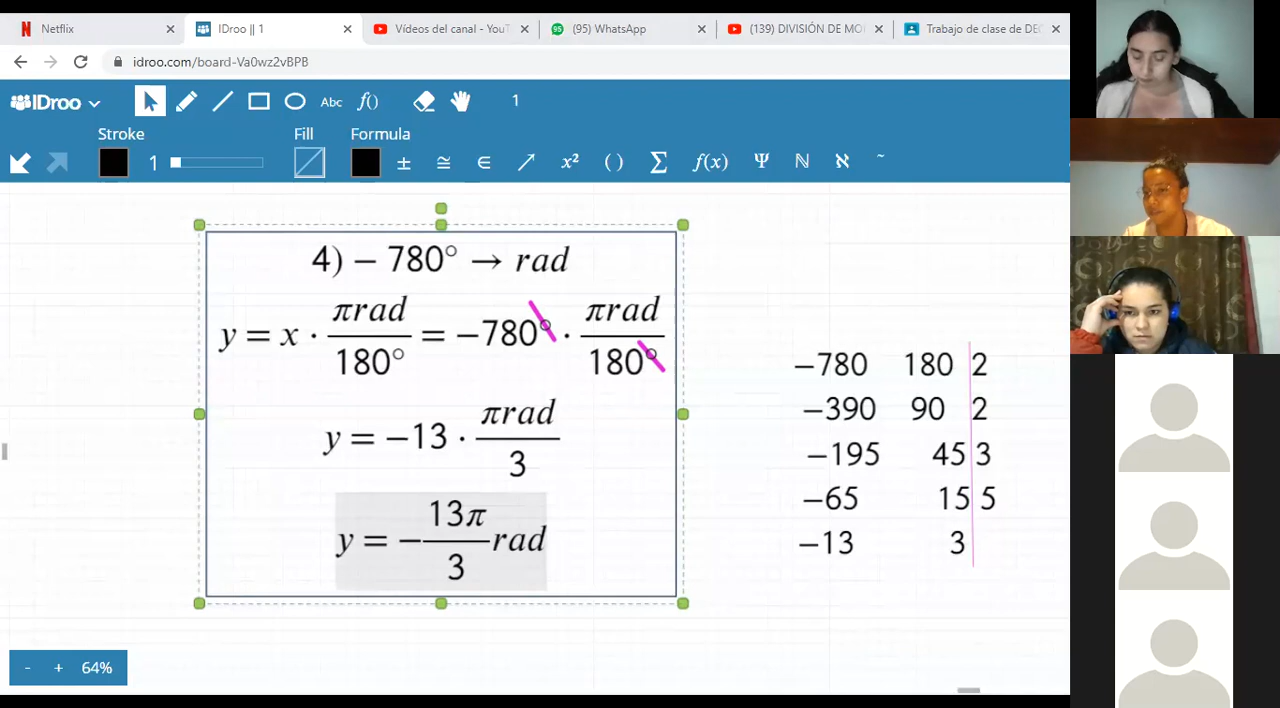 Netflix
IDroo || 1
Vídeos del canal - YouT
(95) WhatsApp
(139) DIVISIÓN DE MO
Trabajo de clase de DE
idroo.com/board-Va0wz2vBPB
IDroo
Abc
f()
1
Stroke
Fill
Formula
1
± ≅ ∈ x² ( ) Σ f(x) Ψ ℕ ℵ ~
4) − 780° → rad
y = x · πrad/180° = −780° · πrad/180°
y = −13 · πrad/3
y = −13π/3 rad
−780 180 2
−390 90 2
−195 45 3
−65 15 5
−13 3
- + 64%